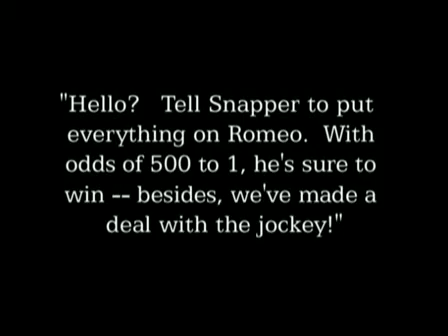 "Hello?   Tell Snapper to put
everything on Romeo.  With
odds of 500 to 1, he's sure to
win -- besides, we've made a
deal with the jockey!"